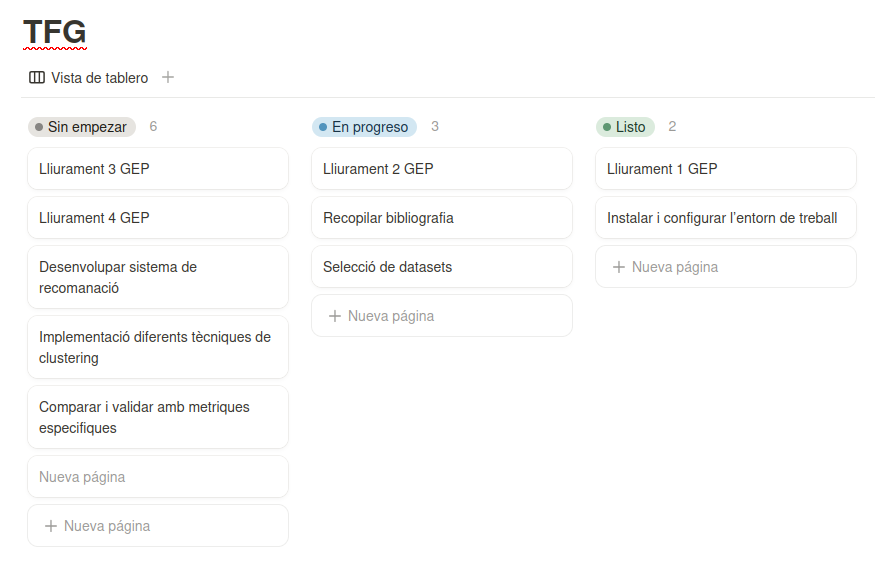 TFG
Vista de tablero
Sin empezar 6
Lliurament 3 GEP
Lliurament 4 GEP
Desenvolupar sistema de
recomanació
Implementació diferents tècniques de
clustering
Comparar i validar amb metriques
especifiques
Nueva página
+ Nueva página
En progreso 3
Lliurament 2 GEP
Recopilar bibliografia
Selecció de datasets
+ Nueva página
Listo 2
Lliurament 1 GEP
Instalar i configurar l'entorn de treball
+ Nueva página